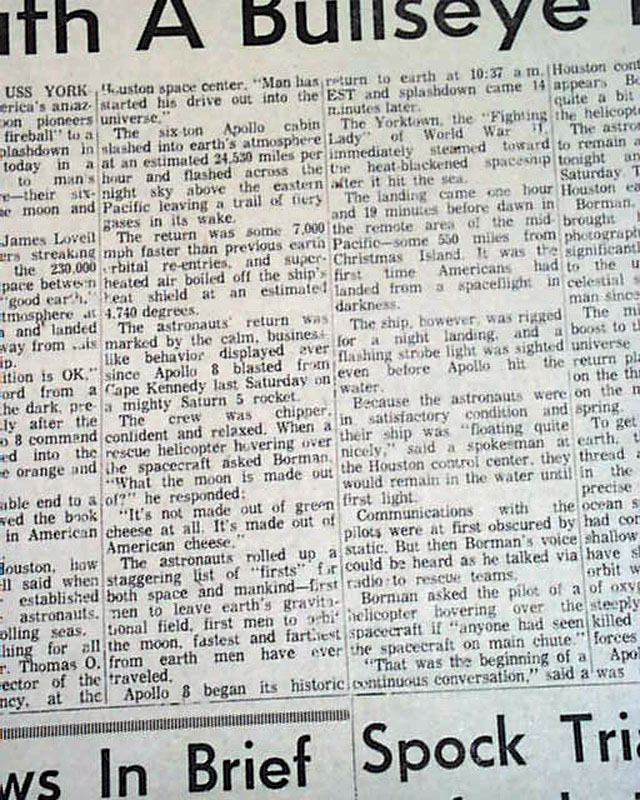 ith A Bullseye
USS YORK-
erica's amaz-
oon pioneers
fireball" to a
plashdown in
today in a
to man's
re—their six-
he moon and
James Lovell
ers streaking
the 230,000
space between
"good earth,"
tmosphere at
a and landed
way from
ip.
ition is OK,"
ord from a
the dark, pre-
ly after the
o 8 command
ed into the
e orange and
able end to a
wed the book
in American
Houston, how
ll said when
established
astronauts.
olling seas.
hing for all
r. Thomas O.
ector of the
ncy, at the
Houston space center. "Man has
started his drive out into the
universe."
The six-ton Apollo cabin
slashed into earth's atmosphere
at an estimated 24,530 miles per
hour and flashed across the
night sky above the eastern
Pacific leaving a trail of fiery
gases in its wake.
The return was some 7,000
mph faster than previous earth
orbital re-entries, and super-
heated air boiled off the ship's
heat shield at an estimated
4,740 degrees.
The astronauts' return was
marked by the calm, business-
like behavior displayed ever
since Apollo 8 blasted from
Cape Kennedy last Saturday on
a mighty Saturn 5 rocket.
The crew was chipper,
confident and relaxed. When a
rescue helicopter hovering over
the spacecraft asked Borman,
"What the moon is made out
of?" he responded:
"It's not made out of green
cheese at all. It's made out of
American cheese."
The astronauts rolled up a
staggering list of "firsts" for
both space and mankind—first
men to leave earth's gravita-
tional field, first men to orbit
the moon, fastest and farthest
from earth men have ever
traveled.
Apollo 8 began its historic
return to earth at 10:37 a.m.
EST and splashdown came 14
minutes later.
The Yorktown, the "Fighting
Lady" of World War II,
immediately steamed toward
the heat-blackened spaceship
after it hit the sea.
The landing came one hour
and 19 minutes before dawn in
the remote area of the mid-
Pacific—some 550 miles from
Christmas Island. It was the
first time Americans had
landed from a spaceflight in
darkness.
The ship, however, was rigged
for a night landing, and a
flashing strobe light was sighted
even before Apollo hit the
water.
Because the astronauts were
in satisfactory condition and
their ship was "floating quite
nicely," said a spokesman at
the Houston control center, they
would remain in the water until
first light.
Communications with the
pilots were at first obscured by
static. But then Borman's voice
could be heard as he talked via
radio to rescue teams.
Borman asked the pilot of a
helicopter hovering over the
spacecraft if "anyone had seen
the spacecraft on main chute."
"That was the beginning of a
continuous conversation," said a
Houston cont
appears B
quite a bit
the helicopt
The astro
to remain a
tonight an
Saturday. T
Houston e
Borman,
brought
photograph
significant
to the u
celestial s
man since
The mi
boost to u
universe
return pl
on the th
on the m
spring.
To get
earth,
thread
in the
precise
ocean s
had co
shallow
have s
orbit w
of oxy
steeply
killed
forces
Apol
was
ws In Brief
Spock Tria